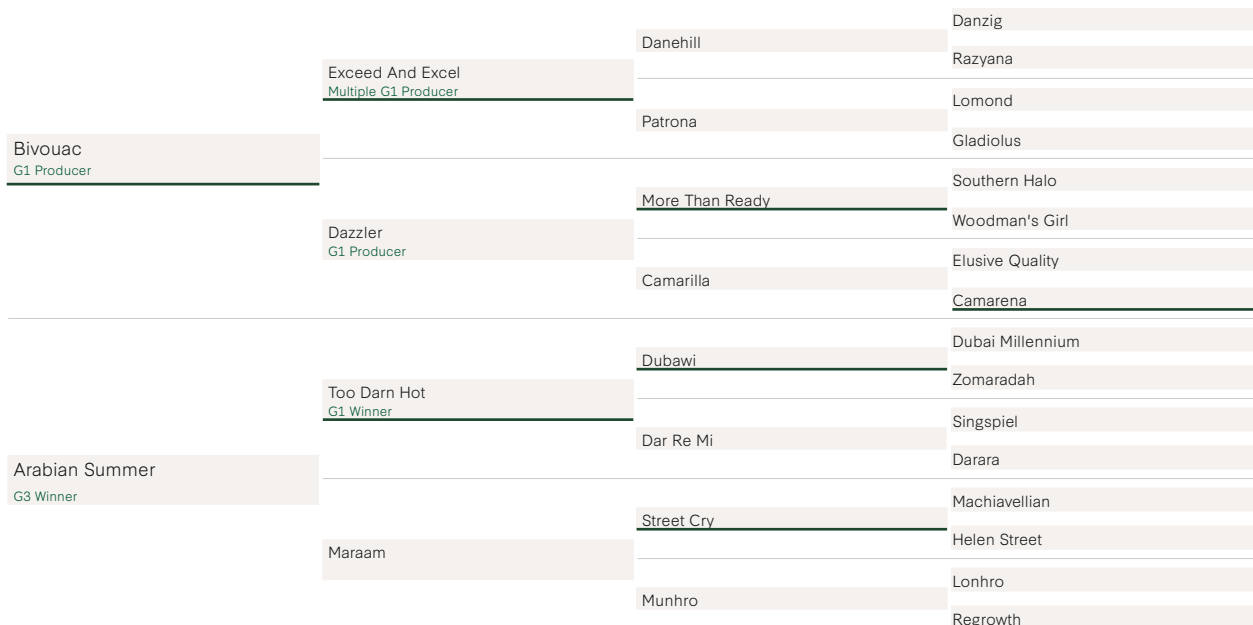 Danzig
Danehill
Razyana
Exceed And Excel
Multiple G1 Producer
Lomond
Patrona
Gladiolus
Bivouac
G1 Producer
Southern Halo
More Than Ready
Woodman's Girl
Dazzler
G1 Producer
Elusive Quality
Camarilla
Camarena
Dubai Millennium
Dubawi
Zomaradah
Too Darn Hot
G1 Winner
Singspiel
Dar Re Mi
Darara
Arabian Summer
G3 Winner
Machiavellian
Street Cry
Helen Street
Maraam
Lonhro
Munhro
Regrowth